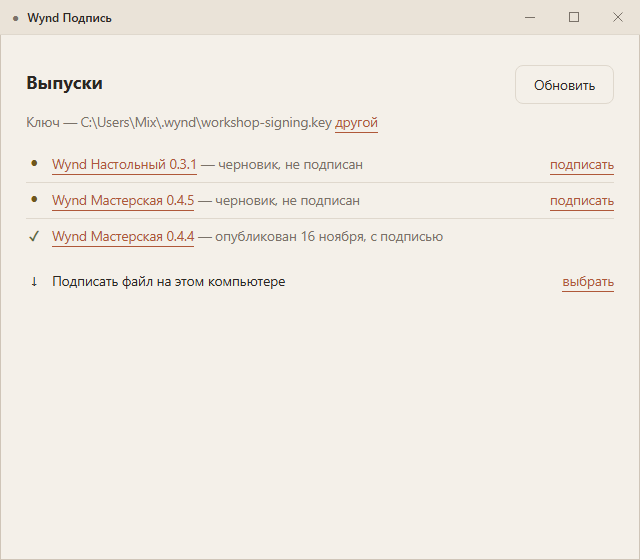 Wynd Подпись
Выпуски
Обновить
Ключ — C:\Users\Mix\.wynd\workshop-signing.key другой
Wynd Настольный 0.3.1 — черновик, не подписан подписать
Wynd Мастерская 0.4.5 — черновик, не подписан подписать
Wynd Мастерская 0.4.4 — опубликован 16 ноября, с подписью
Подписать файл на этом компьютере выбрать